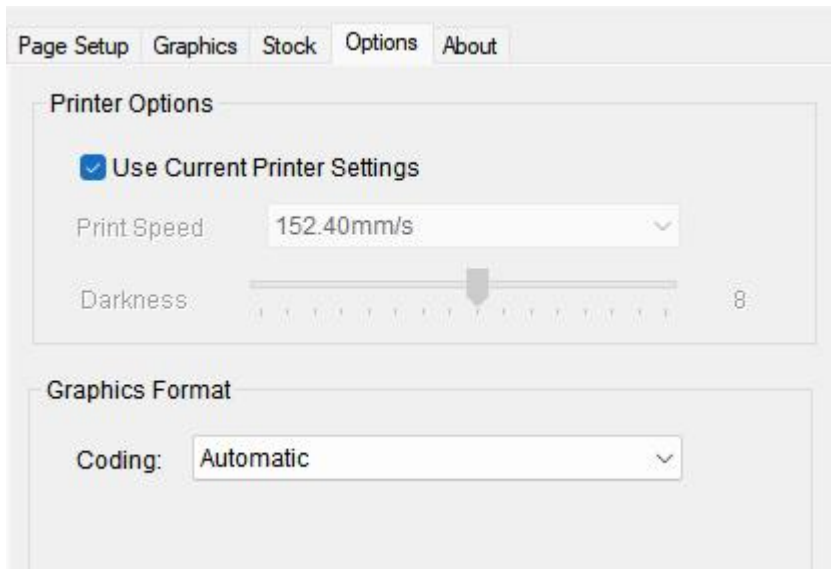 Page Setup Graphics Stock Options About
Printer Options
Use Current Printer Settings
Print Speed 152.40mm/s
Darkness 8
Graphics Format
Coding: Automatic